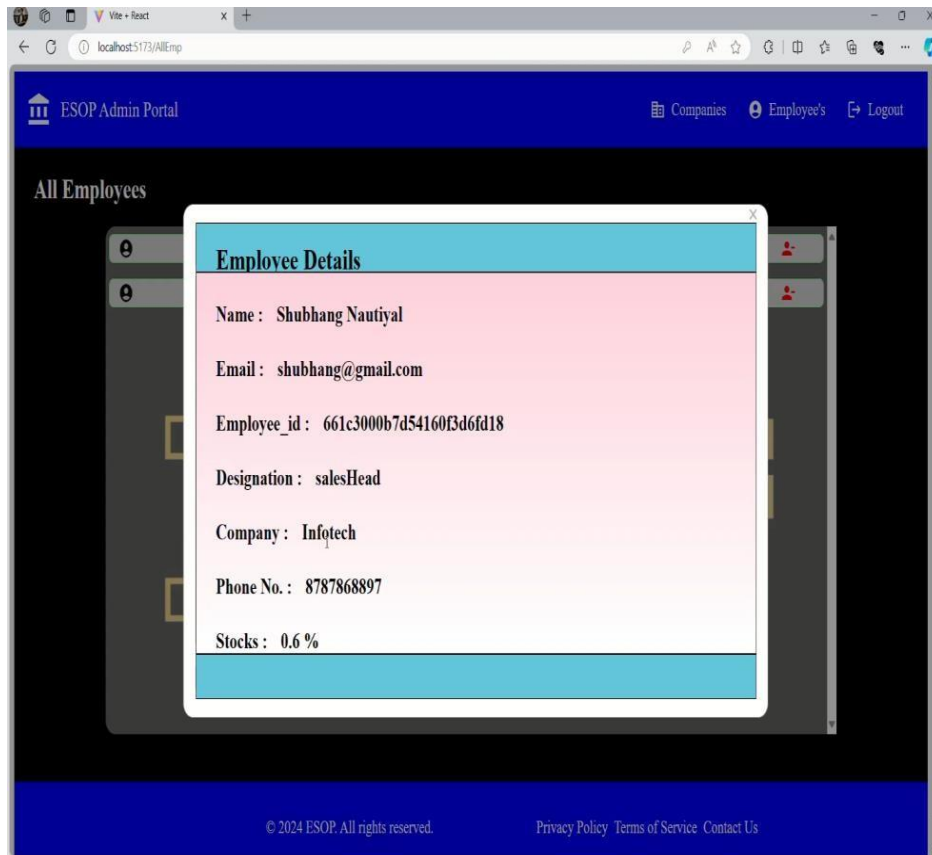 Vite + React
localhost:5173/AllEmp
ESOP Admin Portal
Companies
Employee's
Logout
All Employees
X
Employee Details
Name : Shubhang Nautiyal
Email : shubhang@gmail.com
Employee_id : 661c3000b7d54160f3d6fd18
Designation : salesHead
Company : Infotech
Phone No. : 8787868897
Stocks : 0.6 %
© 2024 ESOP. All rights reserved.
Privacy Policy Terms of Service Contact Us